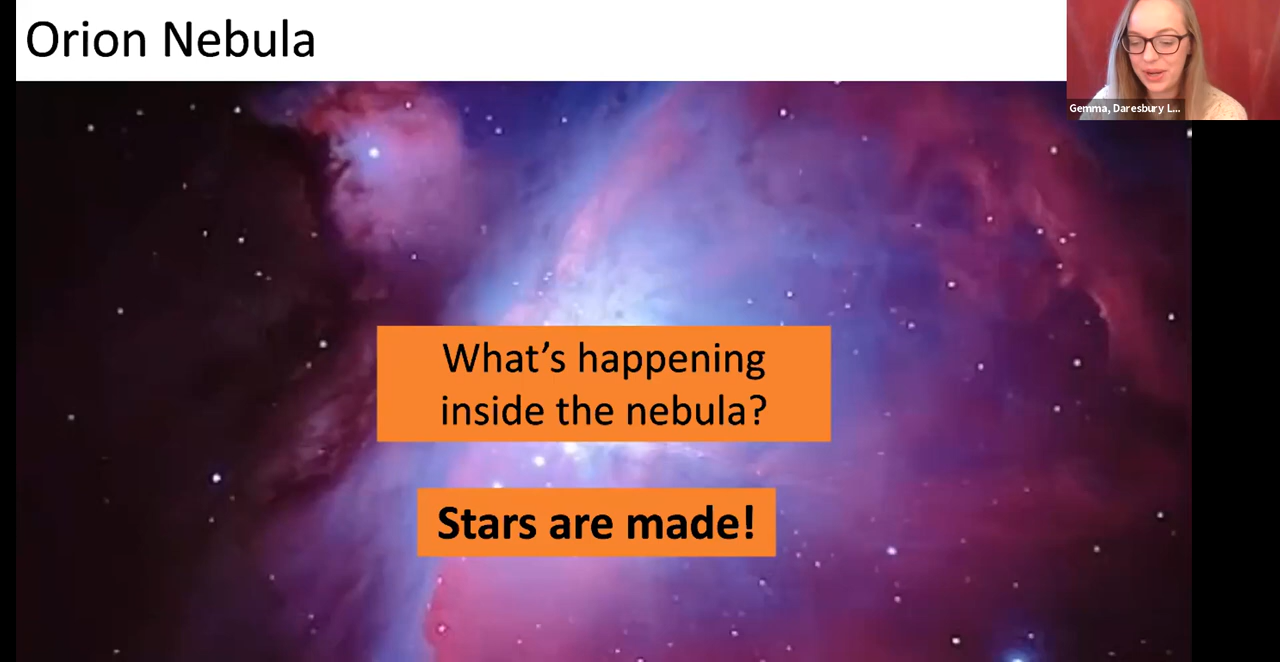 Orion Nebula
Gemma, Daresbury L...
What's happening
inside the nebula?
Stars are made!